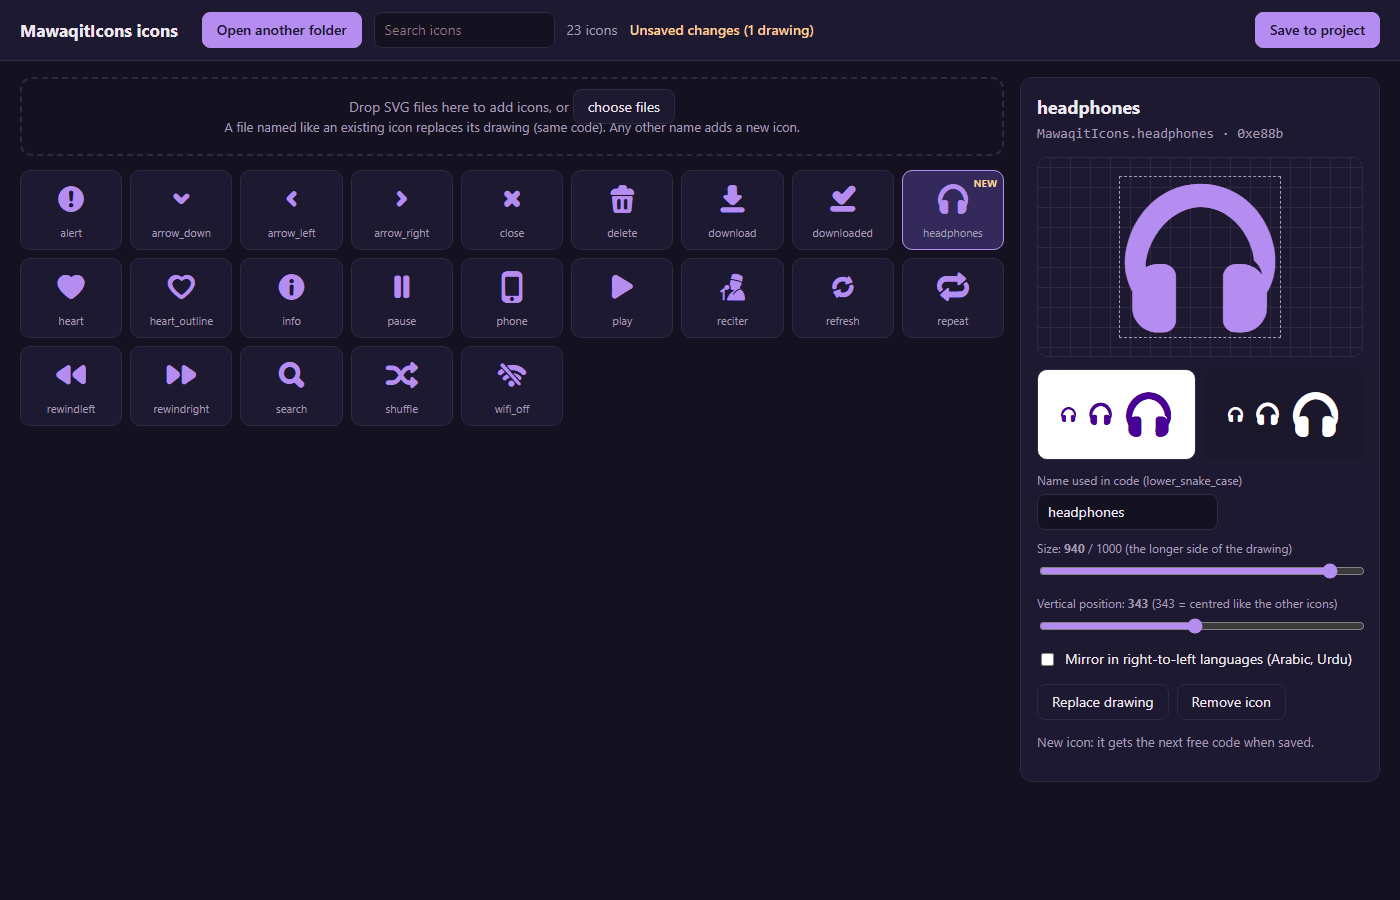 MawaqitIcons icons
Open another folder
Search icons
23 icons
Unsaved changes (1 drawing)
Save to project
Drop SVG files here to add icons, or choose files
A file named like an existing icon replaces its drawing (same code). Any other name adds a new icon.
alert
arrow_down
arrow_left
arrow_right
close
delete
download
downloaded
NEW
headphones
heart
heart_outline
info
pause
phone
play
reciter
refresh
repeat
rewindleft
rewindright
search
shuffle
wifi_off
headphones
MawaqitIcons.headphones · 0xe88b
Name used in code (lower_snake_case)
headphones
Size: 940 / 1000 (the longer side of the drawing)
Vertical position: 343 (343 = centred like the other icons)
Mirror in right-to-left languages (Arabic, Urdu)
Replace drawing
Remove icon
New icon: it gets the next free code when saved.